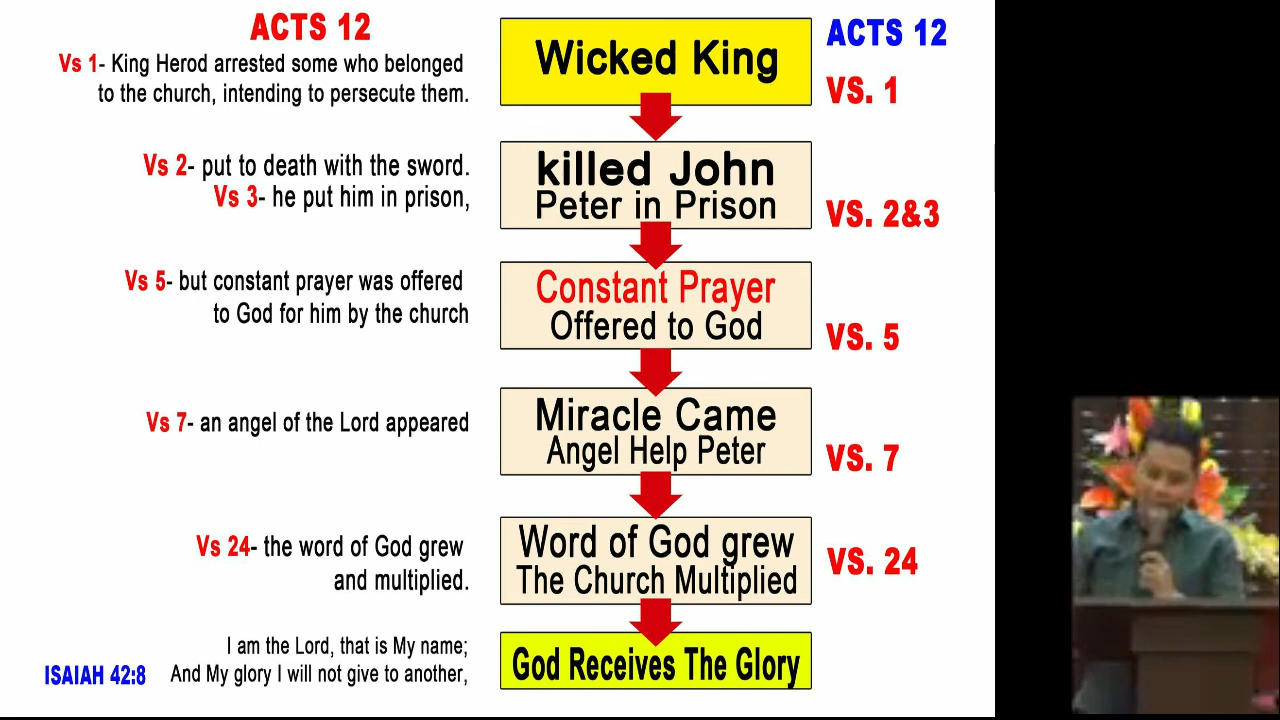 ACTS 12
Vs 1- King Herod arrested some who belonged
to the church, intending to persecute them.
Vs 2- put to death with the sword.
Vs 3- he put him in prison,
Vs 5- but constant prayer was offered
to God for him by the church
Vs 7- an angel of the Lord appeared
Vs 24- the word of God grew
and multiplied.
I am the Lord, that is My name;
ISAIAH 42:8 And My glory I will not give to another,
Wicked King
killed John
Peter in Prison
Constant Prayer
Offered to God
Miracle Came
Angel Help Peter
Word of God grew
The Church Multiplied
God Receives The Glory
ACTS 12
VS. 1
VS. 2&3
VS. 5
VS. 7
VS. 24